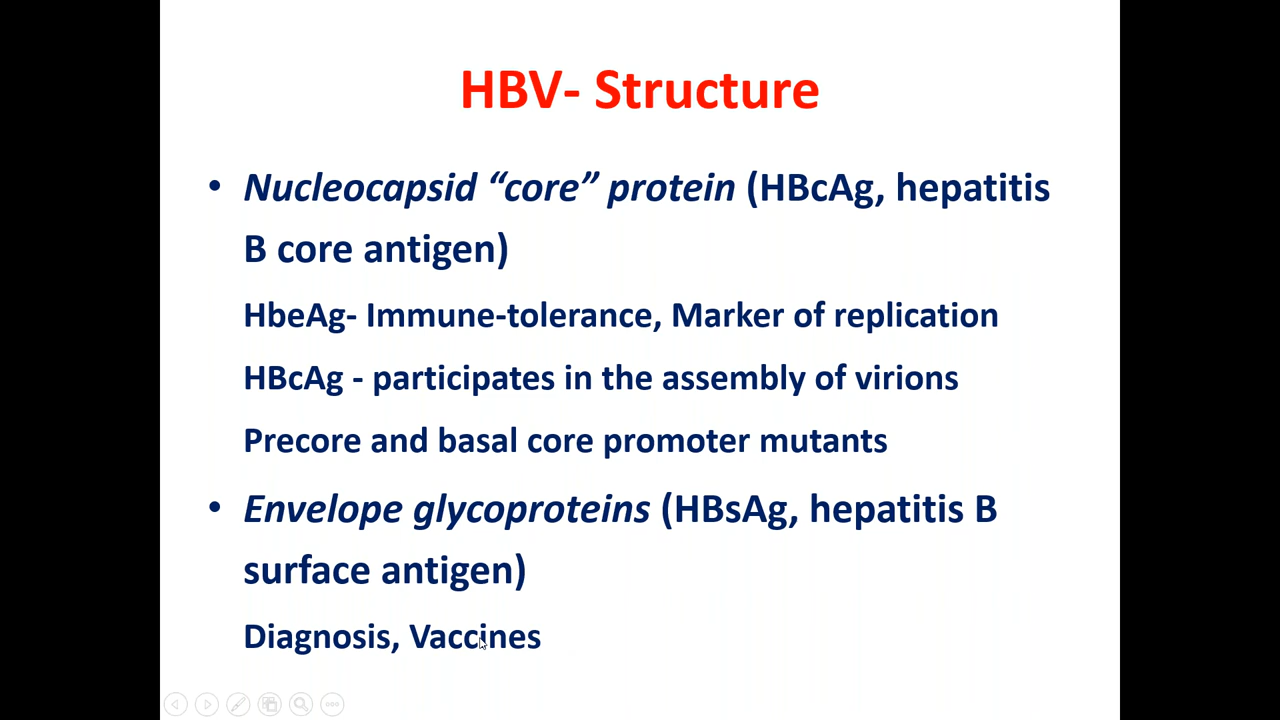 HBV- Structure
• Nucleocapsid “core” protein (HBcAg, hepatitis
B core antigen)
HbeAg- Immune-tolerance, Marker of replication
HBcAg - participates in the assembly of virions
Precore and basal core promoter mutants
• Envelope glycoproteins (HBsAg, hepatitis B
surface antigen)
Diagnosis, Vaccines